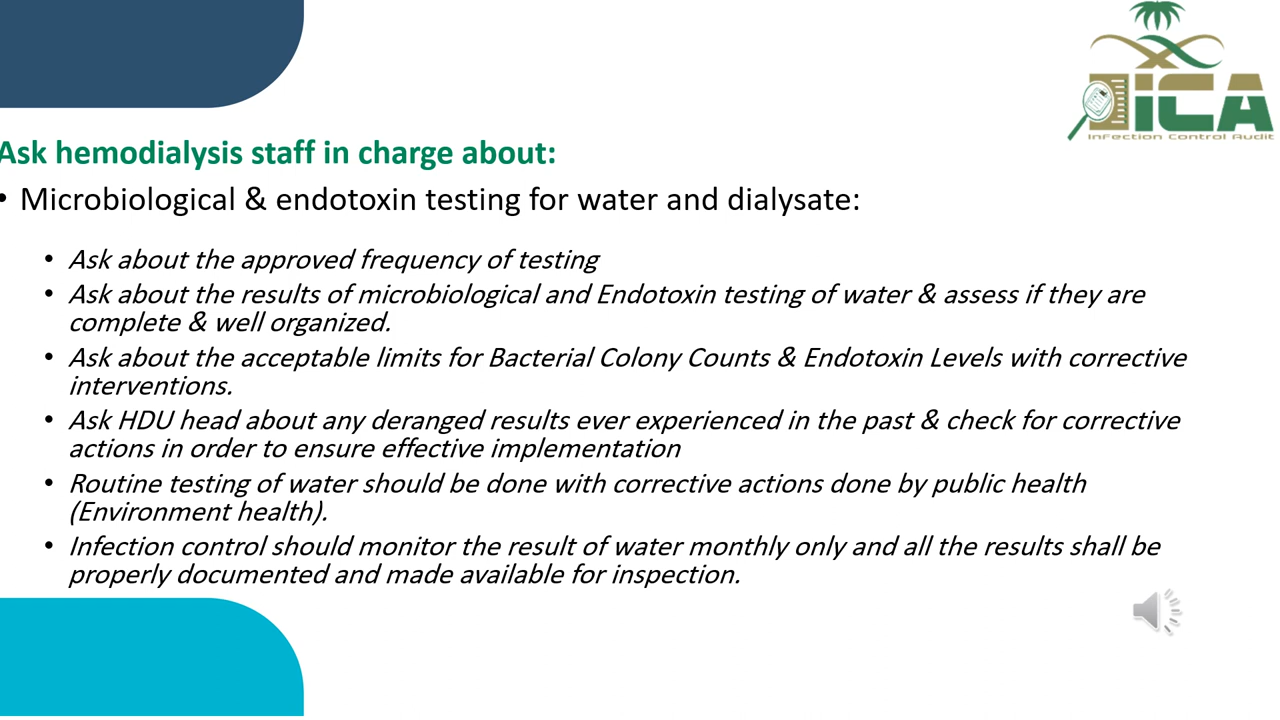 iCA
Infection Control Audit
Ask hemodialysis staff in charge about:
• Microbiological & endotoxin testing for water and dialysate:
• Ask about the approved frequency of testing
• Ask about the results of microbiological and Endotoxin testing of water & assess if they are
complete & well organized.
• Ask about the acceptable limits for Bacterial Colony Counts & Endotoxin Levels with corrective
interventions.
• Ask HDU head about any deranged results ever experienced in the past & check for corrective
actions in order to ensure effective implementation
• Routine testing of water should be done with corrective actions done by public health
(Environment health).
• Infection control should monitor the result of water monthly only and all the results shall be
properly documented and made available for inspection.